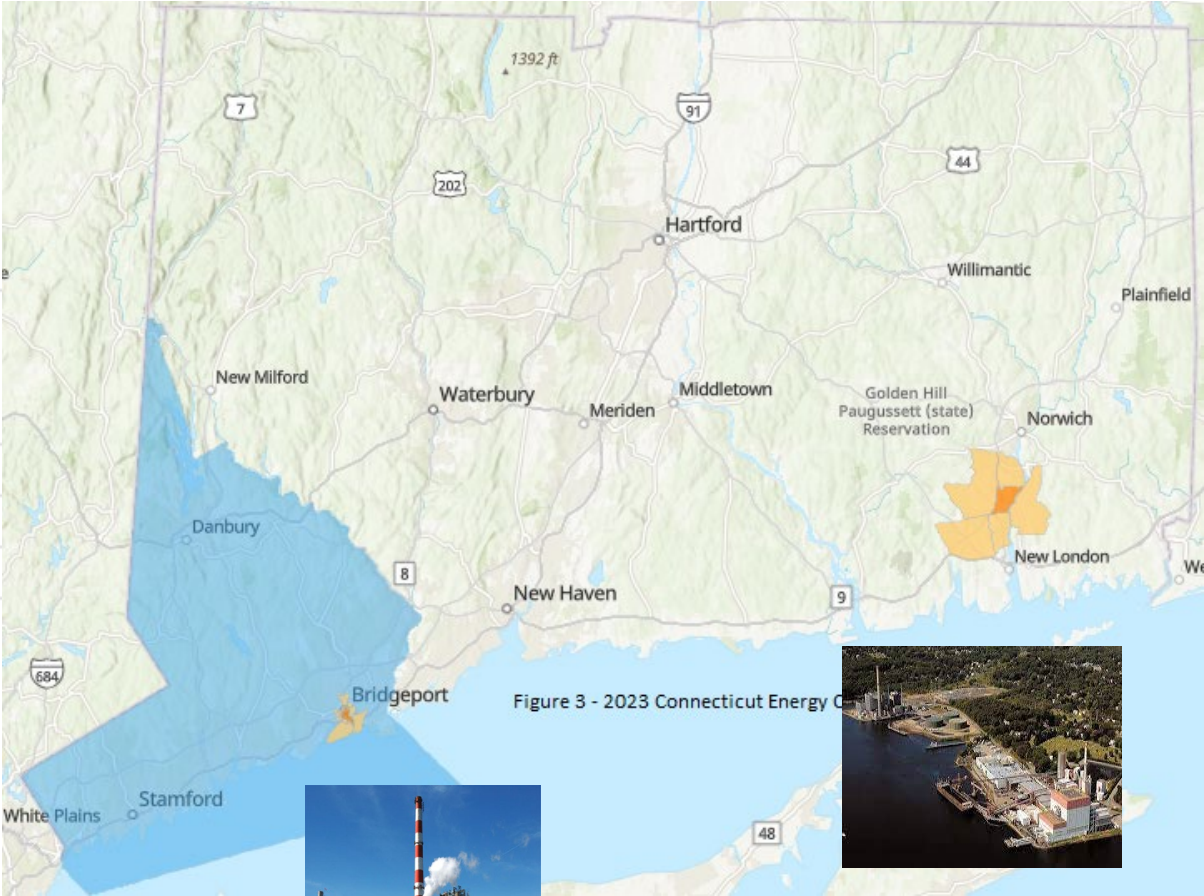 1392 ft
7
91
44
202
Hartford
Willimantic
Plainfield
New Milford
Waterbury
Meriden
Middletown
Golden Hill
Paugussett (state)
Reservation
Norwich
Danbury
8
New Haven
9
New London
We
684
Bridgeport
Figure 3 - 2023 Connecticut Energy C
White Plains
Stamford
48
e